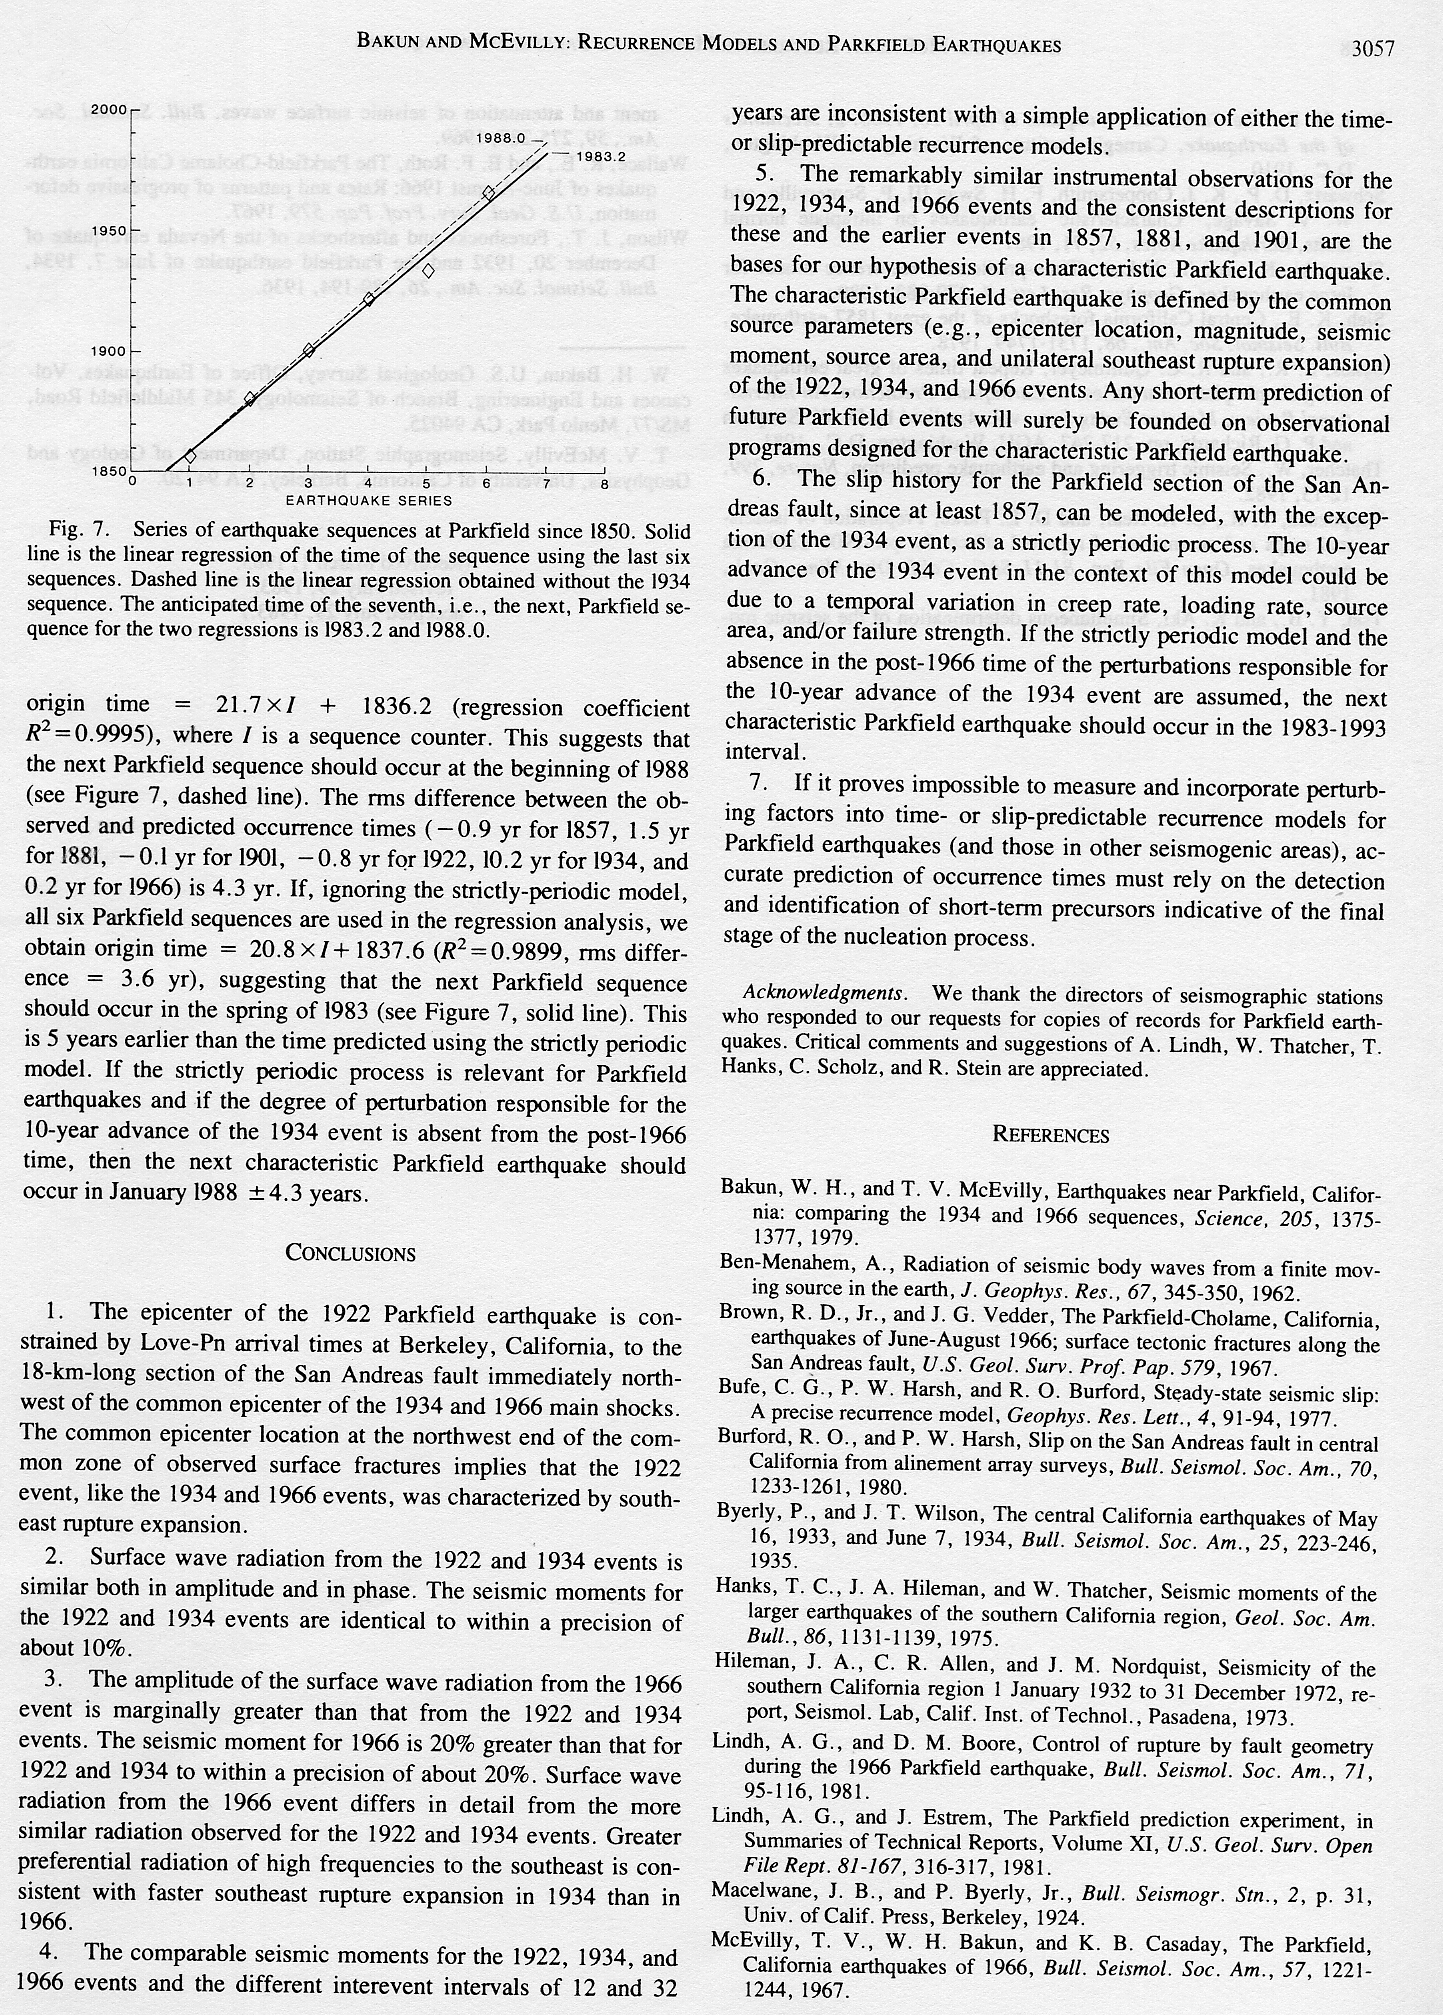 BAKUN AND MCEVILLY: RECURRENCE MODELS AND PARKFIELD EARTHQUAKES 3057
2000
1988.0
1983.2
1950
1900
1850
0 1 2 3 4 5 6 7 8
EARTHQUAKE SERIES
Fig. 7. Series of earthquake sequences at Parkfield since 1850. Solid
line is the linear regression of the time of the sequence using the last six
sequences. Dashed line is the linear regression obtained without the 1934
sequence. The anticipated time of the seventh, i.e., the next, Parkfield se-
quence for the two regressions is 1983.2 and 1988.0.
origin time = 21.7×I + 1836.2 (regression coefficient
R²=0.9995), where I is a sequence counter. This suggests that
the next Parkfield sequence should occur at the beginning of 1988
(see Figure 7, dashed line). The rms difference between the ob-
served and predicted occurrence times (−0.9 yr for 1857, 1.5 yr
for 1881, −0.1 yr for 1901, −0.8 yr for 1922, 10.2 yr for 1934, and
0.2 yr for 1966) is 4.3 yr. If, ignoring the strictly-periodic model,
all six Parkfield sequences are used in the regression analysis, we
obtain origin time = 20.8×I+1837.6 (R²=0.9899, rms differ-
ence = 3.6 yr), suggesting that the next Parkfield sequence
should occur in the spring of 1983 (see Figure 7, solid line). This
is 5 years earlier than the time predicted using the strictly periodic
model. If the strictly periodic process is relevant for Parkfield
earthquakes and if the degree of perturbation responsible for the
10-year advance of the 1934 event is absent from the post-1966
time, then the next characteristic Parkfield earthquake should
occur in January 1988 ±4.3 years.
CONCLUSIONS
1. The epicenter of the 1922 Parkfield earthquake is con-
strained by Love-Pn arrival times at Berkeley, California, to the
18-km-long section of the San Andreas fault immediately north-
west of the common epicenter of the 1934 and 1966 main shocks.
The common epicenter location at the northwest end of the com-
mon zone of observed surface fractures implies that the 1922
event, like the 1934 and 1966 events, was characterized by south-
east rupture expansion.
2. Surface wave radiation from the 1922 and 1934 events is
similar both in amplitude and in phase. The seismic moments for
the 1922 and 1934 events are identical to within a precision of
about 10%.
3. The amplitude of the surface wave radiation from the 1966
event is marginally greater than that from the 1922 and 1934
events. The seismic moment for 1966 is 20% greater than that for
1922 and 1934 to within a precision of about 20%. Surface wave
radiation from the 1966 event differs in detail from the more
similar radiation observed for the 1922 and 1934 events. Greater
preferential radiation of high frequencies to the southeast is con-
sistent with faster southeast rupture expansion in 1934 than in
1966.
4. The comparable seismic moments for the 1922, 1934, and
1966 events and the different interevent intervals of 12 and 32
years are inconsistent with a simple application of either the time-
or slip-predictable recurrence models.
5. The remarkably similar instrumental observations for the
1922, 1934, and 1966 events and the consistent descriptions for
these and the earlier events in 1857, 1881, and 1901, are the
bases for our hypothesis of a characteristic Parkfield earthquake.
The characteristic Parkfield earthquake is defined by the common
source parameters (e.g., epicenter location, magnitude, seismic
moment, source area, and unilateral southeast rupture expansion)
of the 1922, 1934, and 1966 events. Any short-term prediction of
future Parkfield events will surely be founded on observational
programs designed for the characteristic Parkfield earthquake.
6. The slip history for the Parkfield section of the San An-
dreas fault, since at least 1857, can be modeled, with the excep-
tion of the 1934 event, as a strictly periodic process. The 10-year
advance of the 1934 event in the context of this model could be
due to a temporal variation in creep rate, loading rate, source
area, and/or failure strength. If the strictly periodic model and the
absence in the post-1966 time of the perturbations responsible for
the 10-year advance of the 1934 event are assumed, the next
characteristic Parkfield earthquake should occur in the 1983-1993
interval.
7. If it proves impossible to measure and incorporate perturb-
ing factors into time- or slip-predictable recurrence models for
Parkfield earthquakes (and those in other seismogenic areas), ac-
curate prediction of occurrence times must rely on the detection
and identification of short-term precursors indicative of the final
stage of the nucleation process.
Acknowledgments. We thank the directors of seismographic stations
who responded to our requests for copies of records for Parkfield earth-
quakes. Critical comments and suggestions of A. Lindh, W. Thatcher, T.
Hanks, C. Scholz, and R. Stein are appreciated.
REFERENCES
Bakun, W. H., and T. V. McEvilly, Earthquakes near Parkfield, Califor-
nia: comparing the 1934 and 1966 sequences, Science, 205, 1375-
1377, 1979.
Ben-Menahem, A., Radiation of seismic body waves from a finite mov-
ing source in the earth, J. Geophys. Res., 67, 345-350, 1962.
Brown, R. D., Jr., and J. G. Vedder, The Parkfield-Cholame, California,
earthquakes of June-August 1966; surface tectonic fractures along the
San Andreas fault, U.S. Geol. Surv. Prof. Pap. 579, 1967.
Bufe, C. G., P. W. Harsh, and R. O. Burford, Steady-state seismic slip:
A precise recurrence model, Geophys. Res. Lett., 4, 91-94, 1977.
Burford, R. O., and P. W. Harsh, Slip on the San Andreas fault in central
California from alinement array surveys, Bull. Seismol. Soc. Am., 70,
1233-1261, 1980.
Byerly, P., and J. T. Wilson, The central California earthquakes of May
16, 1933, and June 7, 1934, Bull. Seismol. Soc. Am., 25, 223-246,
1935.
Hanks, T. C., J. A. Hileman, and W. Thatcher, Seismic moments of the
larger earthquakes of the southern California region, Geol. Soc. Am.
Bull., 86, 1131-1139, 1975.
Hileman, J. A., C. R. Allen, and J. M. Nordquist, Seismicity of the
southern California region 1 January 1932 to 31 December 1972, re-
port, Seismol. Lab, Calif. Inst. of Technol., Pasadena, 1973.
Lindh, A. G., and D. M. Boore, Control of rupture by fault geometry
during the 1966 Parkfield earthquake, Bull. Seismol. Soc. Am., 71,
95-116, 1981.
Lindh, A. G., and J. Estrem, The Parkfield prediction experiment, in
Summaries of Technical Reports, Volume XI, U.S. Geol. Surv. Open
File Rept. 81-167, 316-317, 1981.
Macelwane, J. B., and P. Byerly, Jr., Bull. Seismogr. Stn., 2, p. 31,
Univ. of Calif. Press, Berkeley, 1924.
McEvilly, T. V., W. H. Bakun, and K. B. Casaday, The Parkfield,
California earthquakes of 1966, Bull. Seismol. Soc. Am., 57, 1221-
1244, 1967.